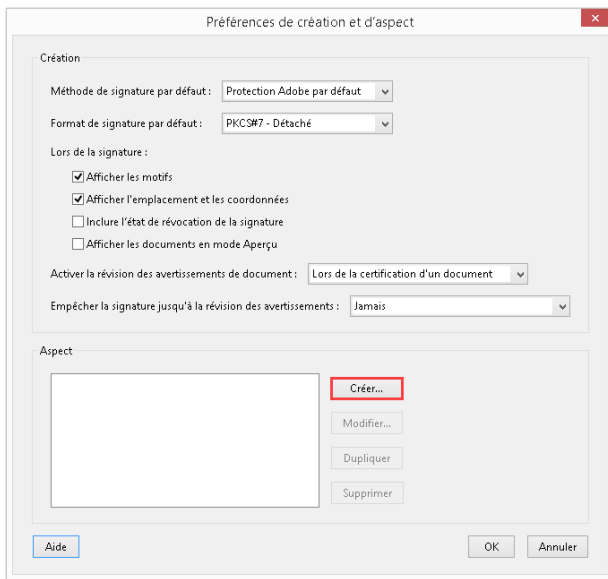 Préférences de création et d'aspect
Création
Méthode de signature par défaut : Protection Adobe par défaut
Format de signature par défaut : PKCS#7 - Détaché
Lors de la signature :
Afficher les motifs
Afficher l'emplacement et les coordonnées
Inclure l'état de révocation de la signature
Afficher les documents en mode Aperçu
Activer la révision des avertissements de document : Lors de la certification d'un document
Empêcher la signature jusqu'à la révision des avertissements : Jamais
Aspect
Créer...
Modifier...
Dupliquer
Supprimer
Aide OK Annuler